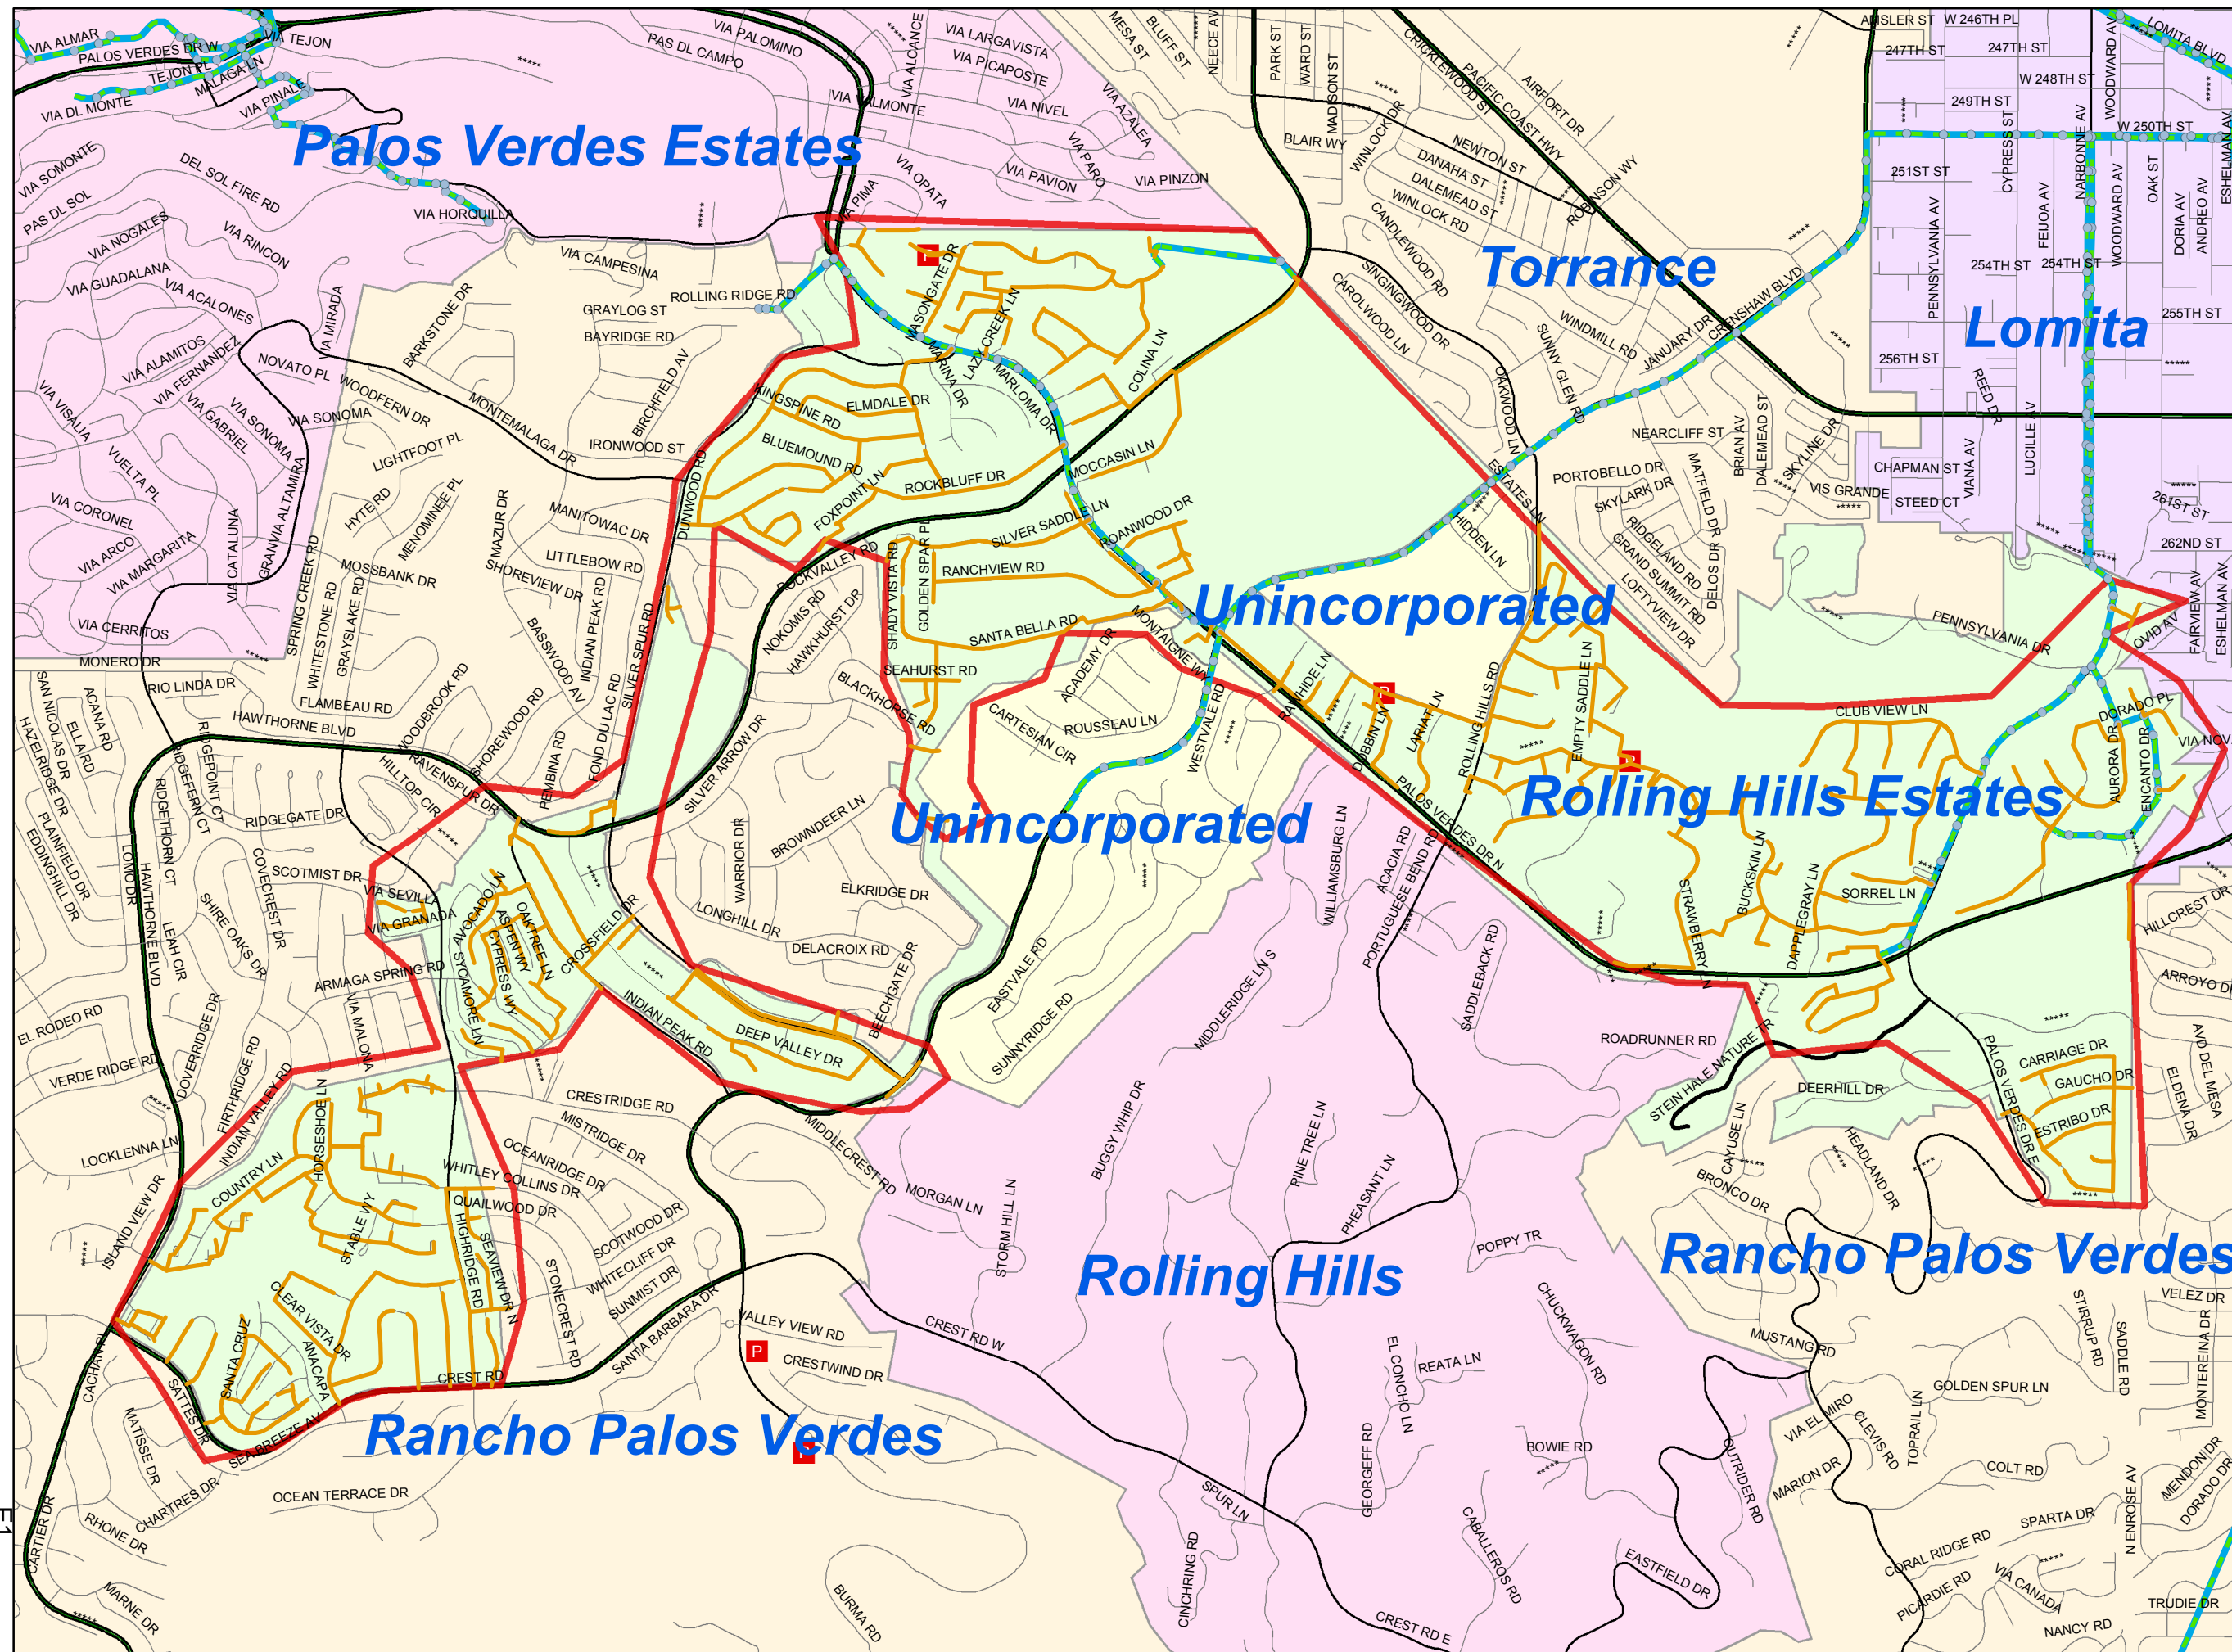 VIA ALMAR
PALOS VERDES DR W
VIA TEJON
TEJON PL
MALAGA LN
VIA DL MONTE
VIA PINALE
PAS DL CAMPO
VIA PALOMINO
VIA ALCANCE
VIA LARGAVISTA
VIA PICAPOSTE
VIA VALMONTE
VIA NIVEL
VIA AZALEA
MESA ST
BLUFF ST
NEECE AV
PARK ST
WARD ST
MADISON ST
CRICKLEWOOD ST
PACIFIC COAST HWY
AIRPORT DR
AMSLER ST
W 246TH PL
247TH ST
247TH ST
W 248TH ST
WOODWARD AV
LOMITA BLVD
249TH ST
W 250TH ST
ESHELMAN AV
Palos Verdes Estates
VIA SOMONTE
PAS DL SOL
DEL SOL FIRE RD
VIA HORQUILLA
VIA PIMA
VIA OPATA
VIA PAVION
VIA PARO
VIA PINZON
BLAIR WY
WINLOCK DR
NEWTON ST
DANAHA ST
DALEMEAD ST
WINLOCK RD
ROBINSON WY
251ST ST
CYPRESS ST
NARBONNE AV
PENNSYLVANIA AV
FEIJOA AV
WOODWARD AV
OAK ST
DORIA AV
ANDREO AV
254TH ST
254TH ST
255TH ST
256TH ST
Torrance
Lomita
VIA NOGALES
VIA RINCON
VIA GUADALANA
VIA ACALONES
VIA MIRADA
VIA CAMPESINA
GRAYLOG ST
ROLLING RIDGE RD
BAYRIDGE RD
BARKSTONE DR
BIRCHFIELD AV
MASONGATE DR
LAZY CREEK LN
MARINA DR
MARLOMA DR
COLINA LN
CANDLEWOOD RD
SINGINGWOOD DR
CAROLWOOD LN
OAKWOOD LN
SUNNY GLEN RD
WINDMILL RD
JANUARY DR
CRENSHAW BLVD
VIA ALAMITOS
VIA FERNANDEZ
NOVATO PL
WOODFERN DR
VIA VISALIA
VIA GABRIEL
VIA SONOMA
VIA SONOMA
MONTEMALAGA DR
IRONWOOD ST
LIGHTFOOT PL
KINGSPINE RD
ELMDALE DR
BLUEMOUND RD
FOXPOINT LN
ROCKBLUFF DR
MOCCASIN LN
DUNWOOD RD
NEARCLIFF ST
BRIAN AV
DALEMEAD ST
SKYLINE DR
REED DR
LUCILLE AV
VIANA AV
CHAPMAN ST
STEED CT
VIS GRANDE
PORTOBELLO DR
SKYLARK DR
MATFIELD DR
RIDGELAND RD
GRAND SUMMIT RD
LOFTYVIEW DR
DELOS DR
261ST ST
262ND ST
VUELTA PL
VIA CORONEL
VIA ARCO
VIA MARGARITA
VIA CATALUNA
GRANVIA ALTAMIRA
VIA CERRITOS
MONERO DR
HYTE RD
MENOMINEE PL
MAZUR DR
MANITOWAC DR
LITTLEBOW RD
SHOREVIEW DR
MOSSBANK DR
SPRING CREEK RD
WHITESTONE RD
GRAYSLAKE RD
BASSWOOD AV
INDIAN PEAK RD
SILVER SPUR RD
ROCKVALLEY RD
NOKOMIS RD
HAWKHURST DR
SHADY VISTA RD
GOLDEN SPAR PL
SILVER SADDLE LN
ROANWOOD DR
RANCHVIEW RD
SANTA BELLA RD
SEAHURST RD
BLACKHORSE RD
MONTAIGNE WY
ACADEMY DR
CARTESIAN CIR
ROUSSEAU LN
WESTVALE RD
ESTATES LN
HIDDEN LN
Unincorporated
Unincorporated
PENNSYLVANIA DR
OVID AV
FAIRVIEW AV
ESHELMAN AV
CLUB VIEW LN
DORADO PL
AURORA DR
ENCANTO DR
RAWHIDE LN
DOBBIN LN
LARIAT LN
ROLLING HILLS RD
EMPTY SADDLE LN
PALOS VERDES DR N
Rolling Hills Estates
RIO LINDA DR
HAWTHORNE BLVD
FLAMBEAU RD
WOODBROOK RD
SHOREWOOD RD
RAVENSPUR DR
HILLTOP CIR
PEMBINA RD
FOND DU LAC RD
SILVER ARROW DR
SAN NICOLAS DR
HAZELRIDGE DR
ELLA RD
ACANA RD
PLAINFIELD DR
EDDINGHILL DR
LOMO DR
HAWTHORNE BLVD
RIDGETHORN CT
RIDGEFERN CT
RIDGEPOINT CT
RIDGEGATE DR
SCOTMIST DR
COVECREST DR
SHIRE OAKS DR
LEAH CIR
VIA SEVILLA
VIA GRANADA
ARMAGA SPRING RD
VIA MALONA
AVOCADO LN
SYCAMORE LN
CYPRESS WY
ASPEN WY
OAKTREE LN
CROSSFIELD DR
WARRIOR DR
BROWNDEER LN
ELKRIDGE DR
LONGHILL DR
DELACROIX RD
BEECHGATE DR
INDIAN PEAK RD
DEEP VALLEY DR
EASTVALE RD
SUNNYRIDGE RD
WILLIAMSBURG LN
ACACIA RD
PORTUGUESE BEND RD
MIDDLERIDGE LN S
SADDLEBACK RD
STRAWBERRY LN
BUCKSKIN LN
DAPPLEGRAY LN
SORREL LN
ROADRUNNER RD
STEIN HALE NATURE TR
DEERHILL DR
HILLCREST DR
CARRIAGE DR
GAUCHO DR
ESTRIBO DR
PALOS VERDES DR E
AVD DEL MESA
ELDENA DR
EL RODEO RD
VERDE RIDGE RD
DOVERRIDGE DR
FIRTHRIDGE RD
INDIAN VALLEY RD
LOCKLENNA LN
ISLAND VIEW DR
COUNTRY LN
HORSESHOE LN
STABLE WY
CRESTRIDGE RD
MISTRIDGE DR
OCEANRIDGE DR
WHITLEY COLLINS DR
QUAILWOOD DR
HIGHRIDGE RD
SEAVIEW DR N
SCOTWOOD DR
WHITECLIFF DR
SUNMIST DR
STONECREST RD
SANTA BARBARA DR
MIDDLECREST RD
MORGAN LN
STORM HILL LN
BUGGY WHIP DR
PINE TREE LN
PHEASANT LN
POPPY TR
CAYUSE LN
BRONCO DR
HEADLAND DR
Rolling Hills
Rancho Palos Verdes
CLEAR VISTA DR
SANTA CRUZ
ANACAPA
CREST RD
SEABREEZE AV
SATTES DR
CACHAN PL
MATISSE DR
CHARTRES DR
OCEAN TERRACE DR
CARTIER DR
RHONE DR
MARNE DR
Rancho Palos Verdes
VALLEY VIEW RD
P
CRESTWIND DR
CREST RD W
BURMA RD
SPUR LN
CINCHRING RD
GEORGEFF RD
EL CONCHO LN
REATA LN
CHUCKWAGON RD
BOWIE RD
CABALLEROS RD
EASTFIELD DR
OUTRIDER RD
CREST RD E
MUSTANG RD
VIA EL MIRO
CLEVIS RD
TOPRAIL LN
GOLDEN SPUR LN
STIRRUP RD
SADDLE RD
VELEZ DR
MONTEREINA DR
MARION DR
COLT RD
MENDON DR
DORADO DR
N ENROSE AV
SPARTA DR
CORAL RIDGE RD
PICARDIE RD
VIA CANADA
NANCY RD
TRUDIE DR